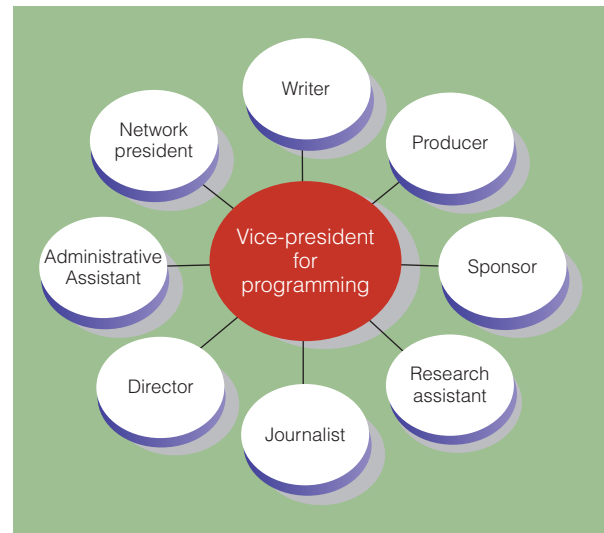 Writer
Network
president
Producer
Vice-president
for
programming
Administrative
Assistant
Sponsor
Director
Research
assistant
Journalist